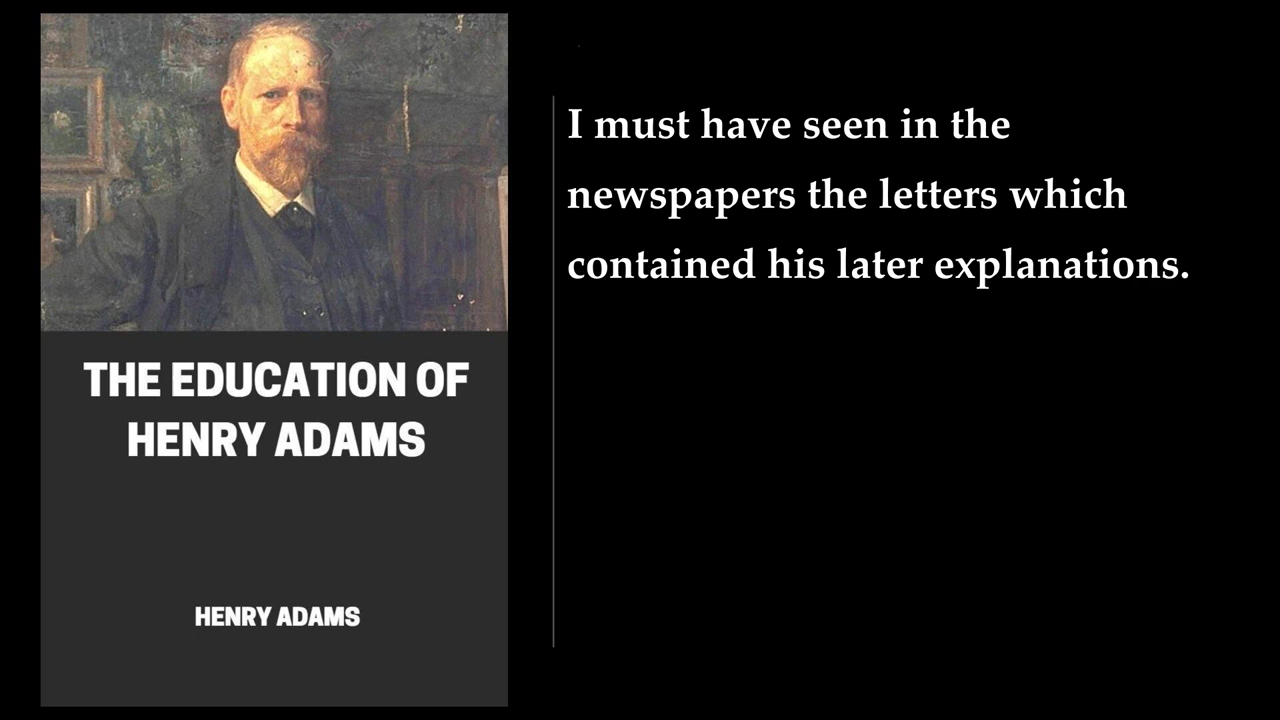 THE EDUCATION OF
HENRY ADAMS
HENRY ADAMS
I must have seen in the
newspapers the letters which
contained his later explanations.